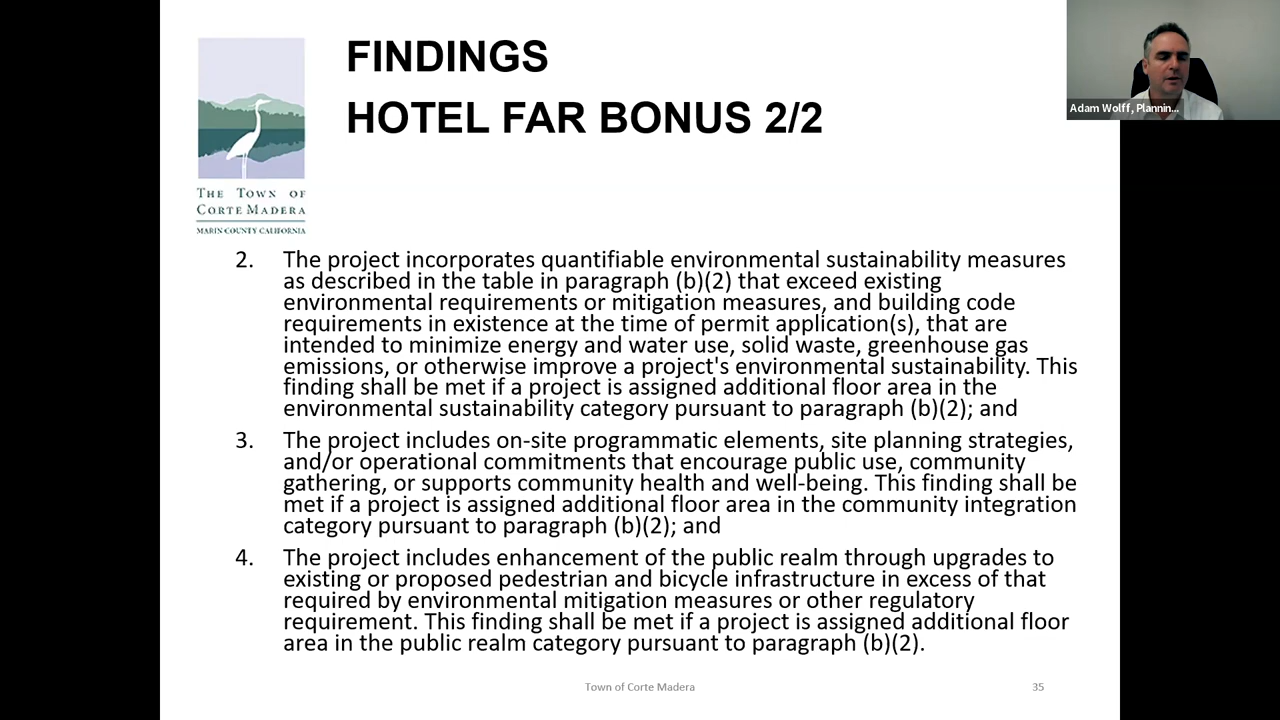 FINDINGS
HOTEL FAR BONUS 2/2
Adam Wolff, Plannin...
THE TOWN OF
CORTE MADERA
MARIN COUNTY CALIFORNIA
2. The project incorporates quantifiable environmental sustainability measures
as described in the table in paragraph (b)(2) that exceed existing
environmental requirements or mitigation measures, and building code
requirements in existence at the time of permit application(s), that are
intended to minimize energy and water use, solid waste, greenhouse gas
emissions, or otherwise improve a project's environmental sustainability. This
finding shall be met if a project is assigned additional floor area in the
environmental sustainability category pursuant to paragraph (b)(2); and
3. The project includes on-site programmatic elements, site planning strategies,
and/or operational commitments that encourage public use, community
gathering, or supports community health and well-being. This finding shall be
met if a project is assigned additional floor area in the community integration
category pursuant to paragraph (b)(2); and
4. The project includes enhancement of the public realm through upgrades to
existing or proposed pedestrian and bicycle infrastructure in excess of that
required by environmental mitigation measures or other regulatory
requirement. This finding shall be met if a project is assigned additional floor
area in the public realm category pursuant to paragraph (b)(2).
Town of Corte Madera
35